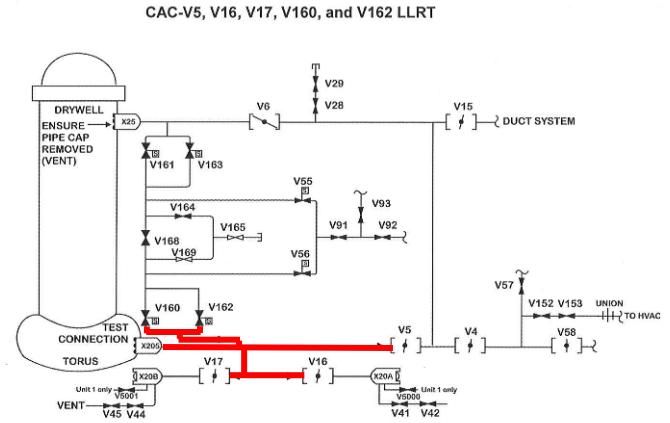 CAC-V5, V16, V17, V160, and V162 LLRT
V29
V28
V6
V15
DRYWELL
X25
DUCT SYSTEM
ENSURE
PIPE CAP
REMOVED
(VENT)
S
S
V161
V163
V55
S
V164
V93
V165
V91
V92
V168
V169
V56
S
V57
V160
V162
S
S
V152
V153
UNION
TO HVAC
TEST
CONNECTION
X205
V5
V4
V58
TORUS
V17
V16
X20B
X20A
Unit 1 only
V5001
Unit 1 only
V5000
VENT
V45
V44
V41
V42